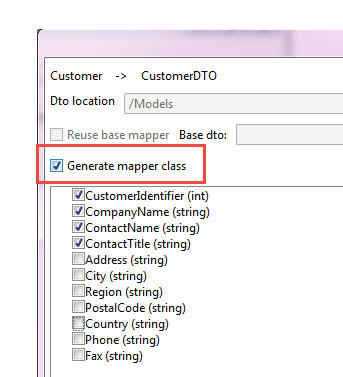 Customer -> CustomerDTO
Dto location /Models
Reuse base mapper Base dto:
Generate mapper class
CustomerIdentifier (int)
CompanyName (string)
ContactName (string)
ContactTitle (string)
Address (string)
City (string)
Region (string)
PostalCode (string)
Country (string)
Phone (string)
Fax (string)